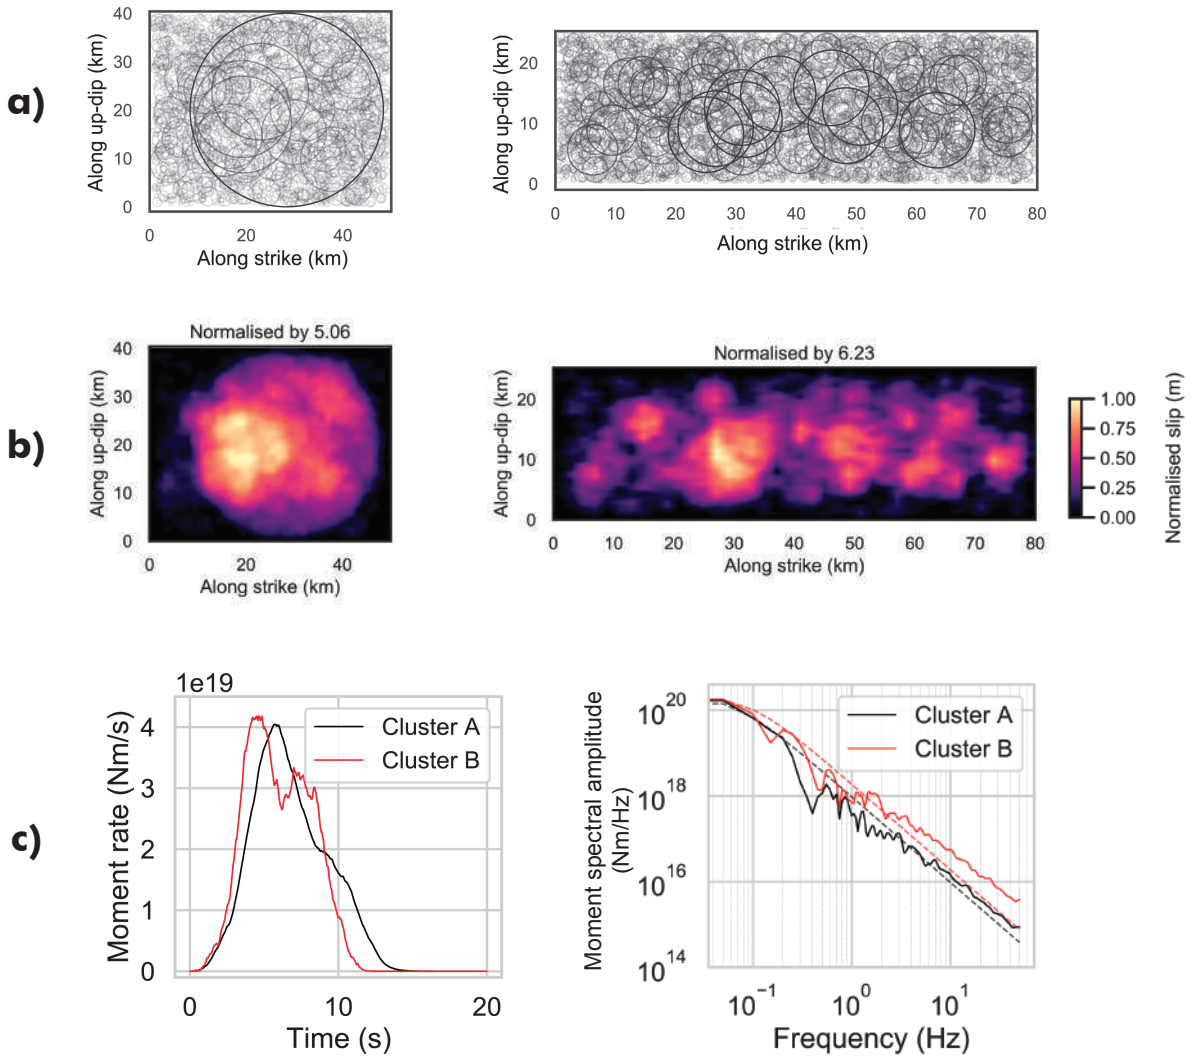 a)
Along up-dip (km)
40
30
20
10
0
0
20
40
Along strike (km)
Along up-dip (km)
20
10
0
0
10
20
30
40
50
60
70
80
Along strike (km)
b)
Normalised by 5.06
Along up-dip (km)
40
30
20
10
0
0
20
40
Along strike (km)
Normalised by 6.23
Along up-dip (km)
20
10
0
0
10
20
30
40
50
60
70
80
Along strike (km)
1.00
0.75
0.50
0.25
0.00
Normalised slip (m)
c)
1e19
Moment rate (Nm/s)
4
3
2
1
0
Cluster A
Cluster B
0
10
20
Time (s)
Moment spectral amplitude
(Nm/Hz)
10^20
10^18
10^16
10^14
Cluster A
Cluster B
10^−1
10^0
10^1
Frequency (Hz)